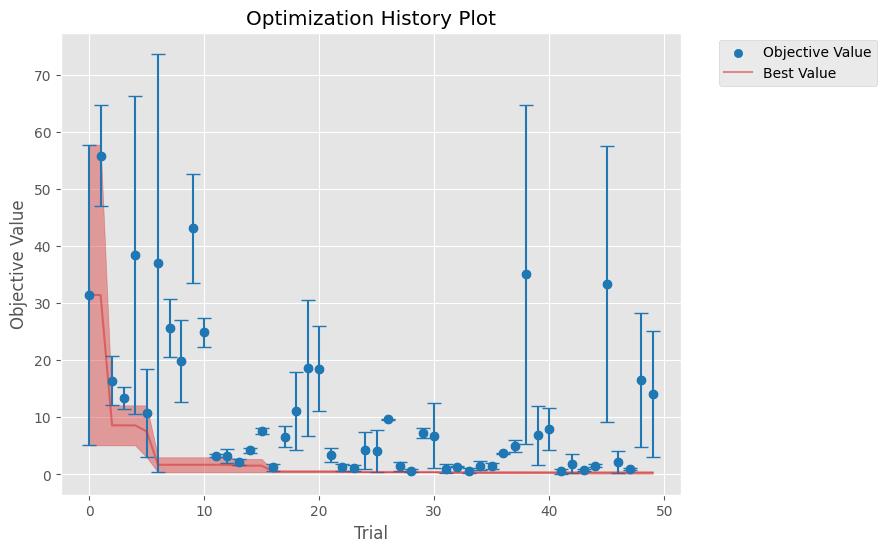 Optimization History Plot
Objective Value
Best Value
70
60
50
40
30
20
10
0
Objective Value
0 10 20 30 40 50
Trial